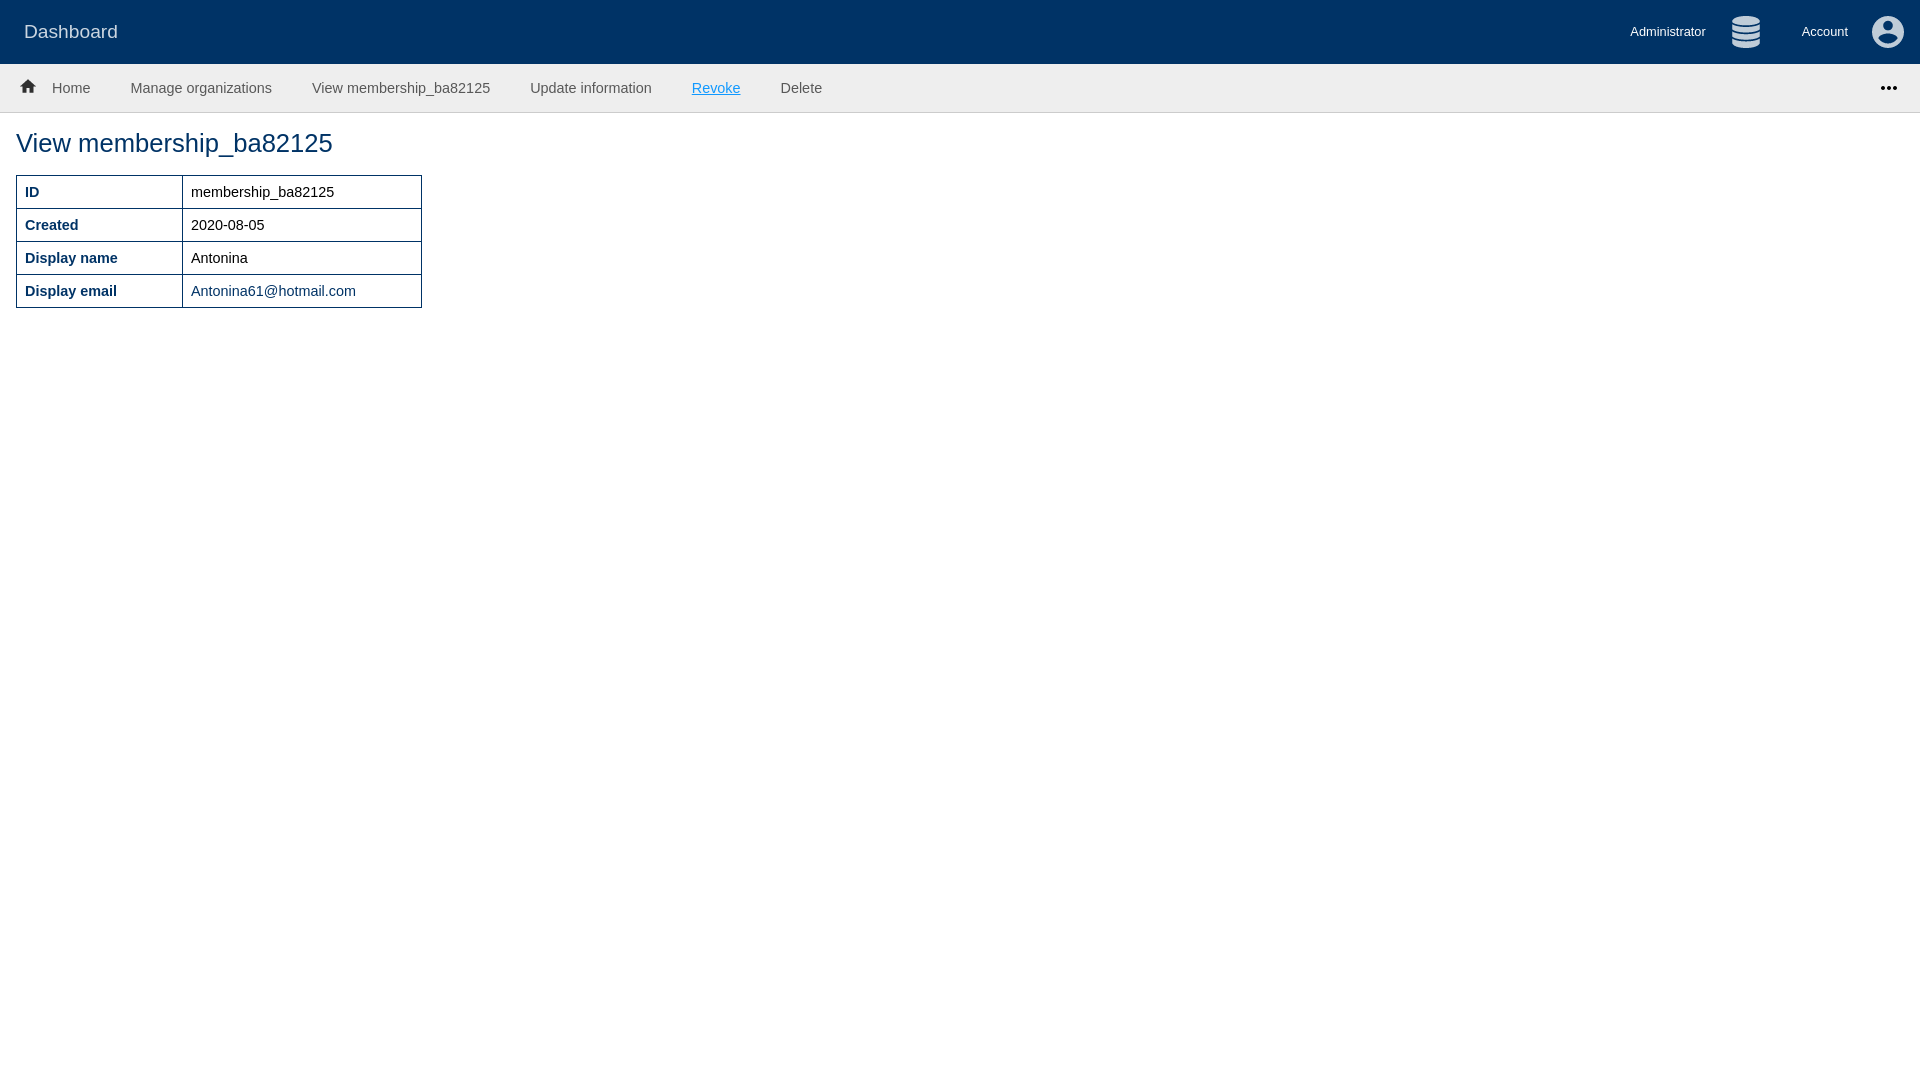 Dashboard
Administrator
Account
Home
Manage organizations
View membership_ba82125
Update information
Revoke
Delete
View membership_ba82125
ID membership_ba82125
Created 2020-08-05
Display name Antonina
Display email Antonina61@hotmail.com